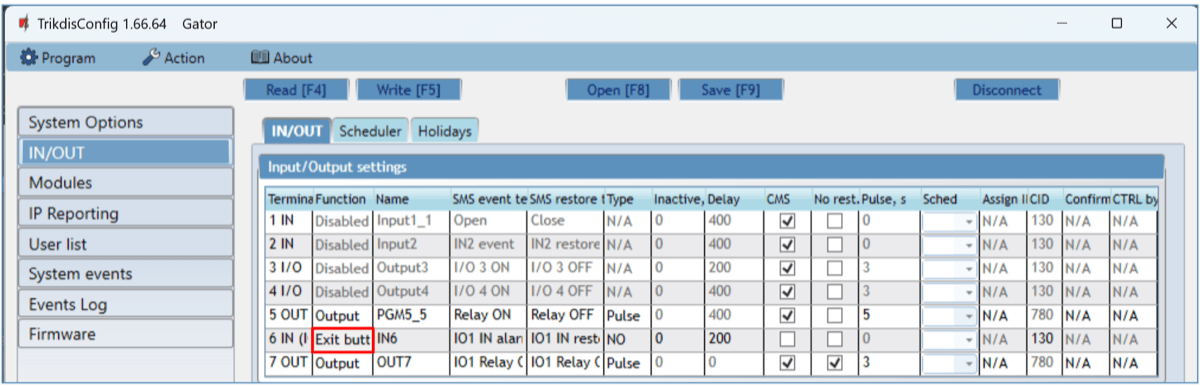 TrikdisConfig 1.66.64 Gator
Program Action About
Read [F4] Write [F5] Open [F8] Save [F9] Disconnect
System Options
IN/OUT
Modules
IP Reporting
User list
System events
Events Log
Firmware
IN/OUT Scheduler Holidays
Input/Output settings
Termina Function Name SMS event te SMS restore t Type Inactive, Delay CMS No rest. Pulse, s Sched Assign II CID Confirm CTRL by
1 IN Disabled Input1_1 Open Close N/A 0 400 0 N/A 130 N/A N/A
2 IN Disabled Input2 IN2 event IN2 restore N/A 0 400 0 N/A 130 N/A N/A
3 I/O Disabled Output3 I/O 3 ON I/O 3 OFF N/A 0 200 3 N/A 130 N/A N/A
4 I/O Disabled Output4 I/O 4 ON I/O 4 OFF N/A 0 400 3 N/A 130 N/A N/A
5 OUT Output PGM5_5 Relay ON Relay OFF Pulse 0 400 5 N/A 780 N/A N/A
6 IN (I Exit butt IN6 IO1 IN alar IO1 IN rest NO 0 200 0 N/A 130 N/A N/A
7 OUT Output OUT7 IO1 Relay ( IO1 Relay ( Pulse 0 0 3 N/A 780 N/A N/A